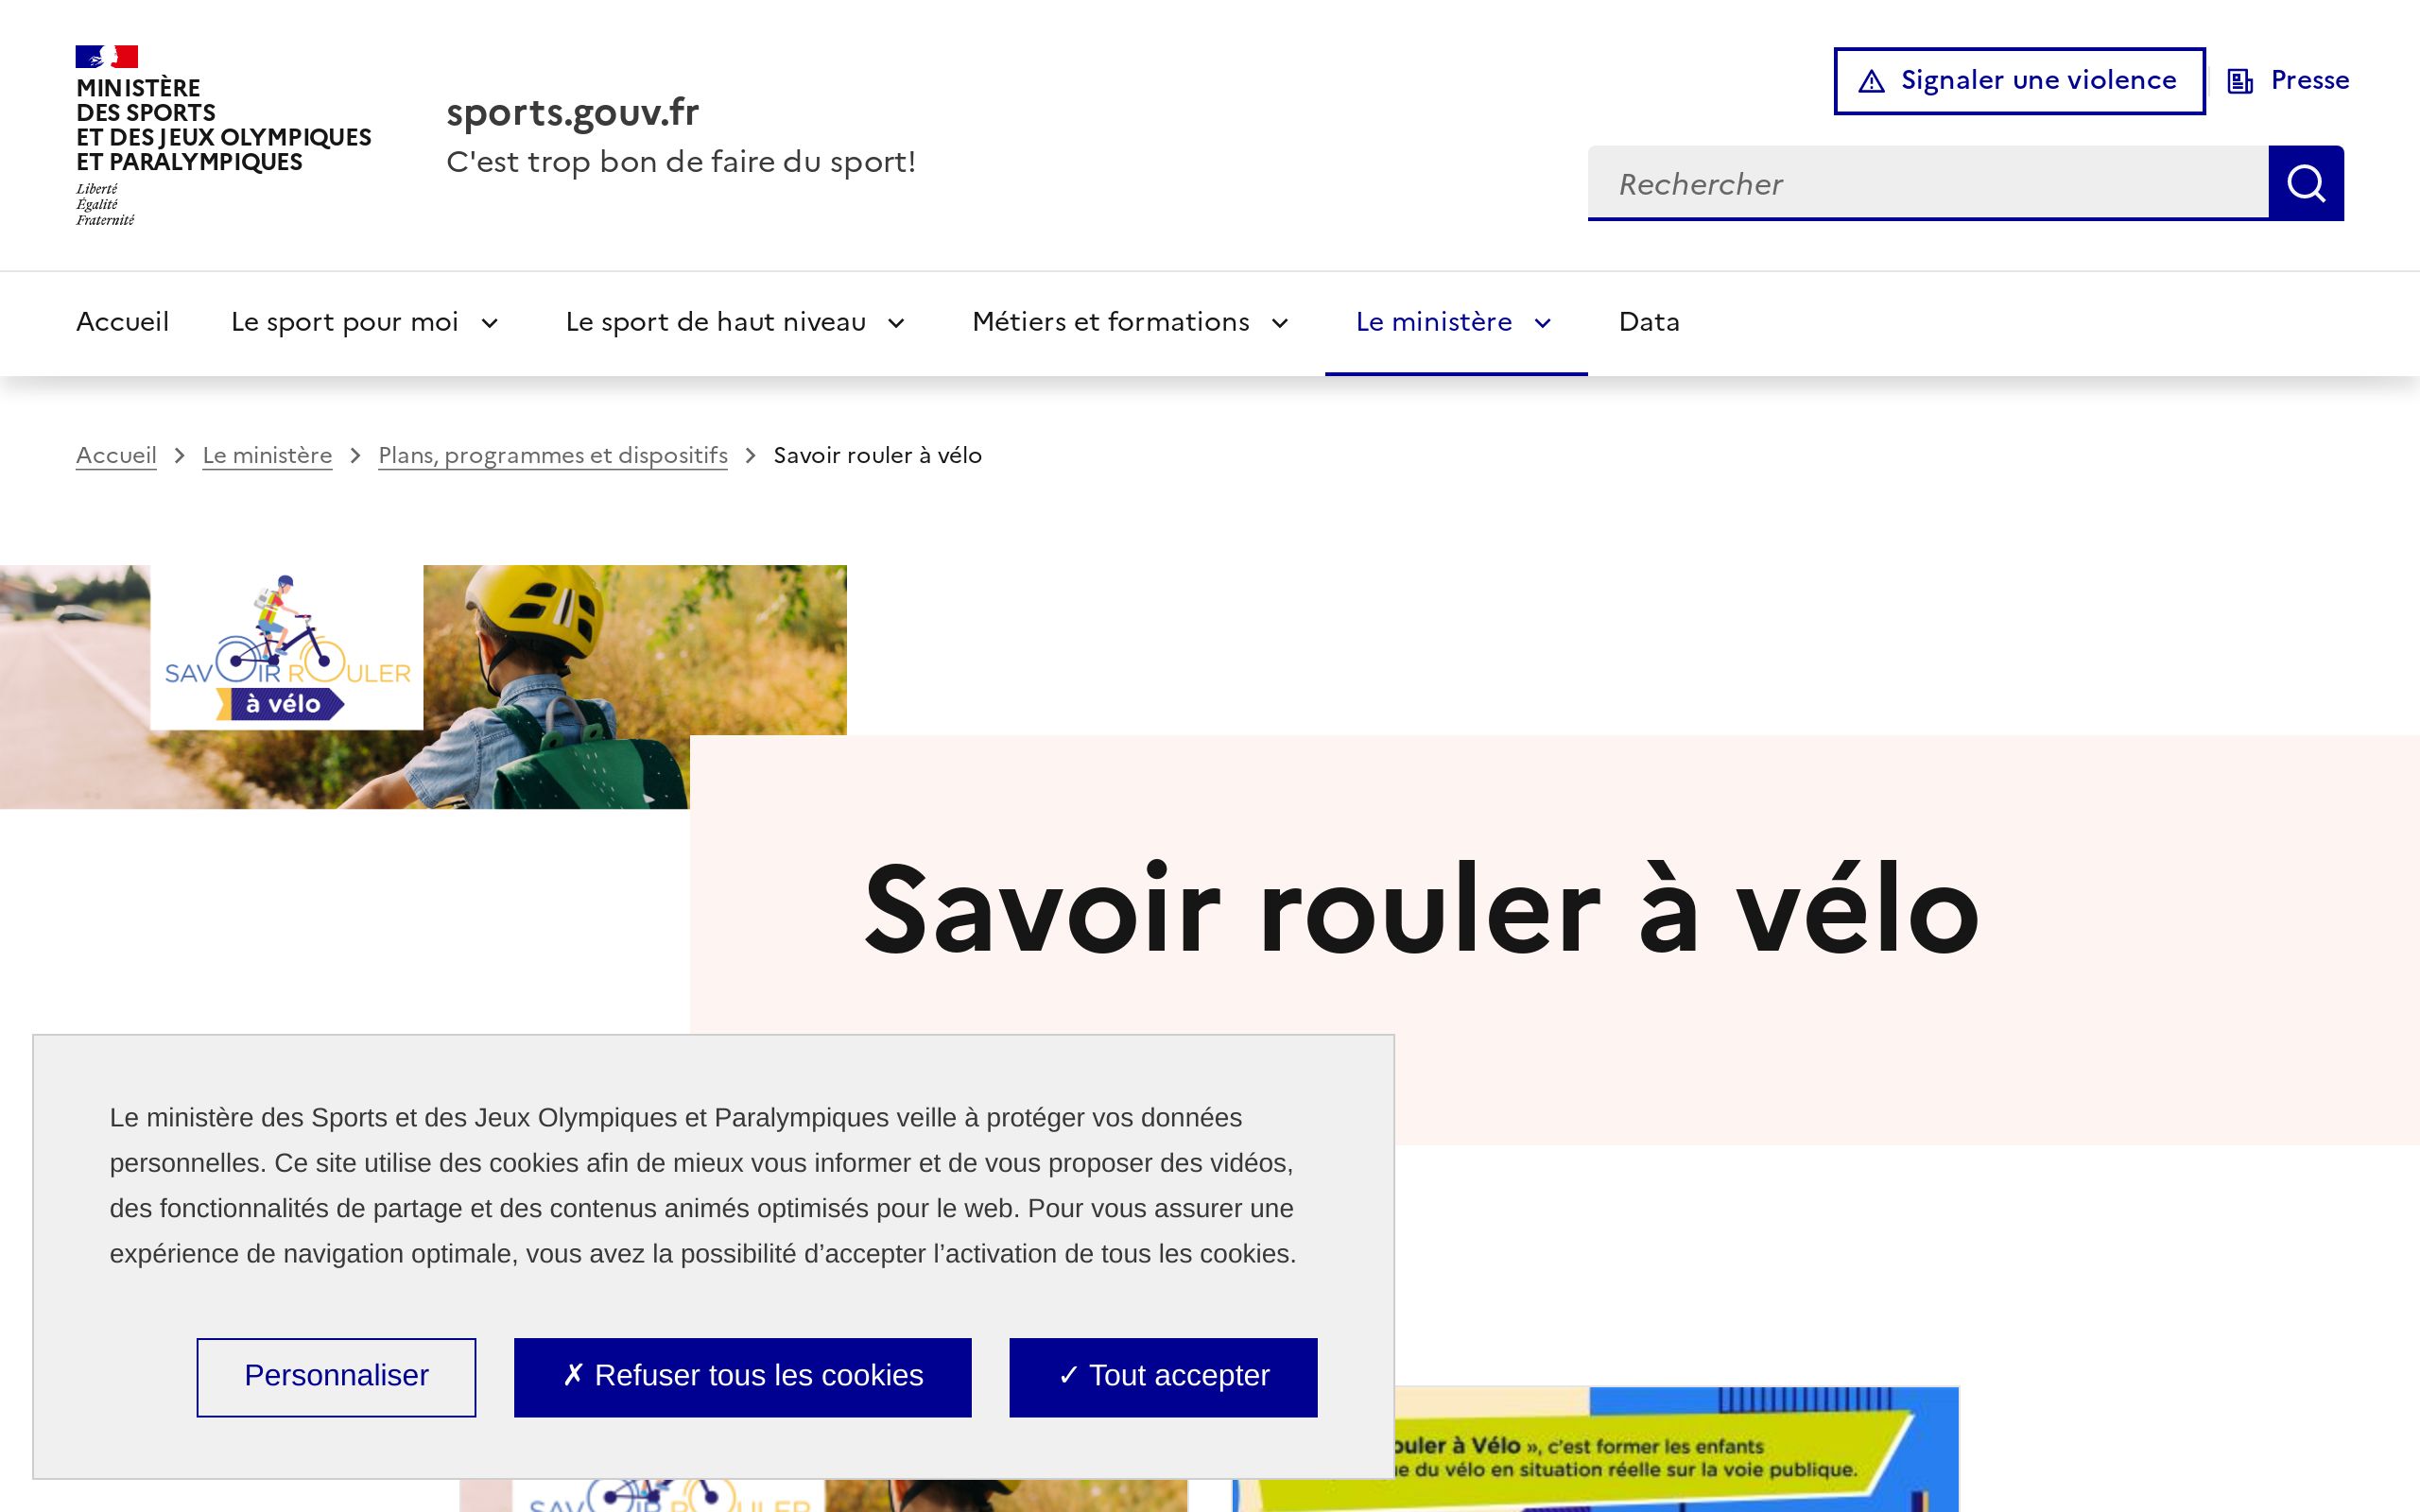 MINISTÈRE
DES SPORTS
ET DES JEUX OLYMPIQUES
ET PARALYMPIQUES
Liberté
Égalité
Fraternité
sports.gouv.fr
C'est trop bon de faire du sport!
Signaler une violence
Presse
Rechercher
Accueil Le sport pour moi Le sport de haut niveau Métiers et formations Le ministère Data
Accueil > Le ministère > Plans, programmes et dispositifs > Savoir rouler à vélo
SAVOIR ROULER
à vélo
Savoir rouler à vélo
Le ministère des Sports et des Jeux Olympiques et Paralympiques veille à protéger vos données
personnelles. Ce site utilise des cookies afin de mieux vous informer et de vous proposer des vidéos,
des fonctionnalités de partage et des contenus animés optimisés pour le web. Pour vous assurer une
expérience de navigation optimale, vous avez la possibilité d’accepter l’activation de tous les cookies.
Personnaliser ✗ Refuser tous les cookies ✓ Tout accepter
à Vélo », c'est former les enfants
du vélo en situation réelle sur la voie publique.
SAVOIR ROULER